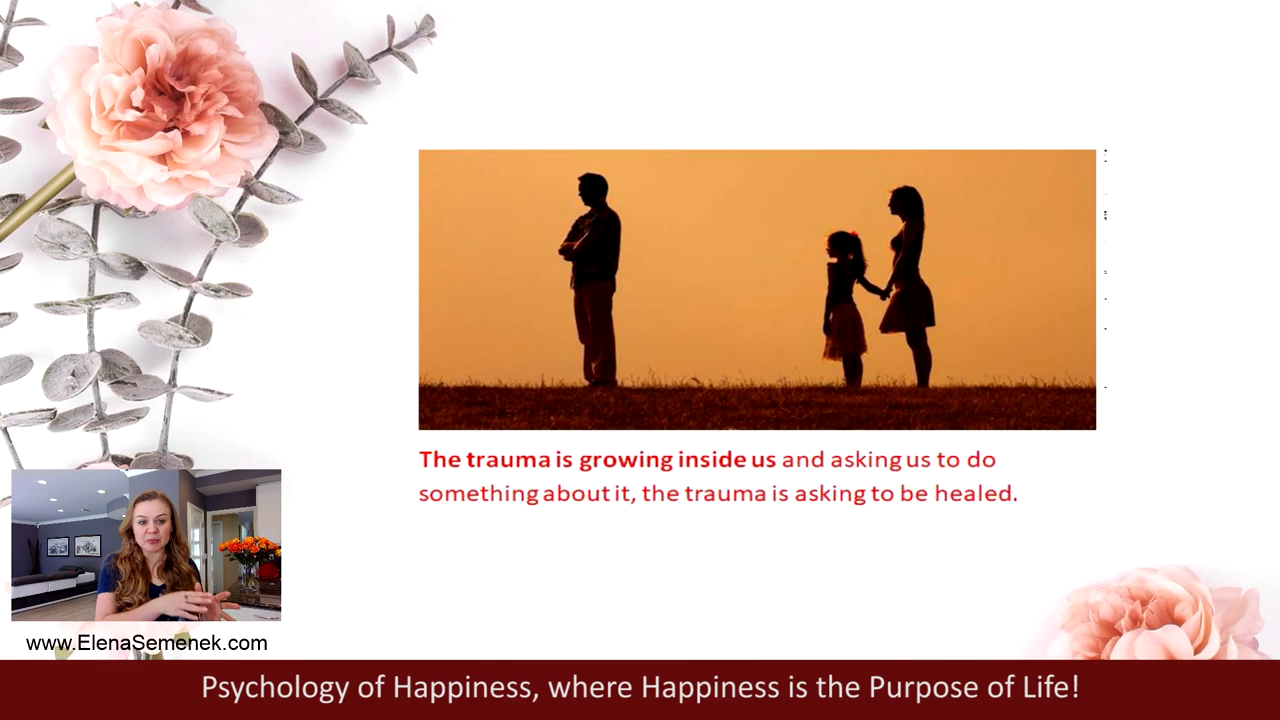 The trauma is growing inside us and asking us to do
something about it, the trauma is asking to be healed.
www.ElenaSemenek.com
Psychology of Happiness, where Happiness is the Purpose of Life!